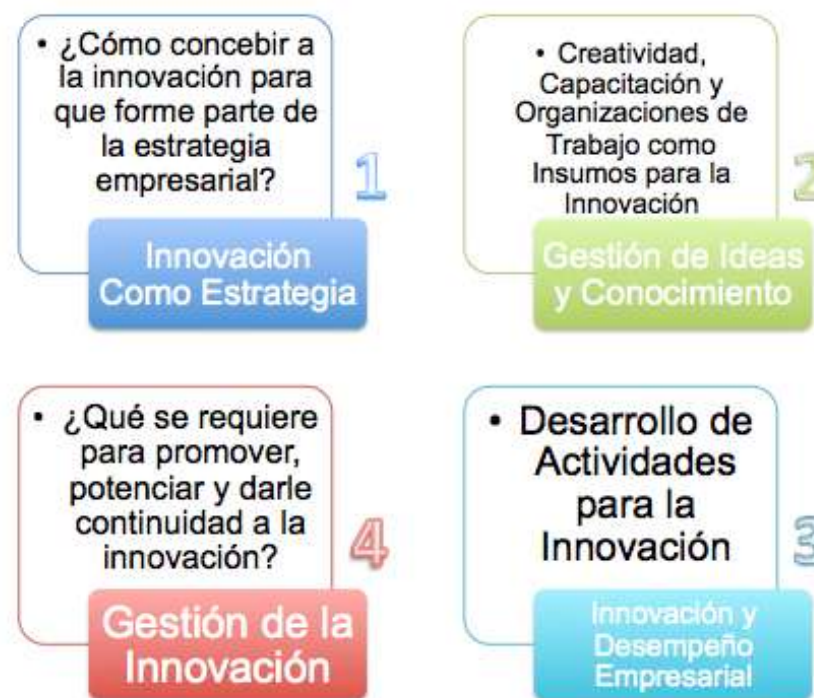 • ¿Cómo concebir a
la innovación para
que forme parte de
la estrategia
empresarial?
1
Innovación
Como Estrategia
• Creatividad,
Capacitación y
Organizaciones de
Trabajo como
Insumos para la
Innovación
2
Gestión de Ideas
y Conocimiento
• ¿Qué se requiere
para promover,
potenciar y darle
continuidad a la
innovación?
4
Gestión de la
Innovación
• Desarrollo de
Actividades
para la
Innovación
3
Innovación y
Desempeño
Empresarial